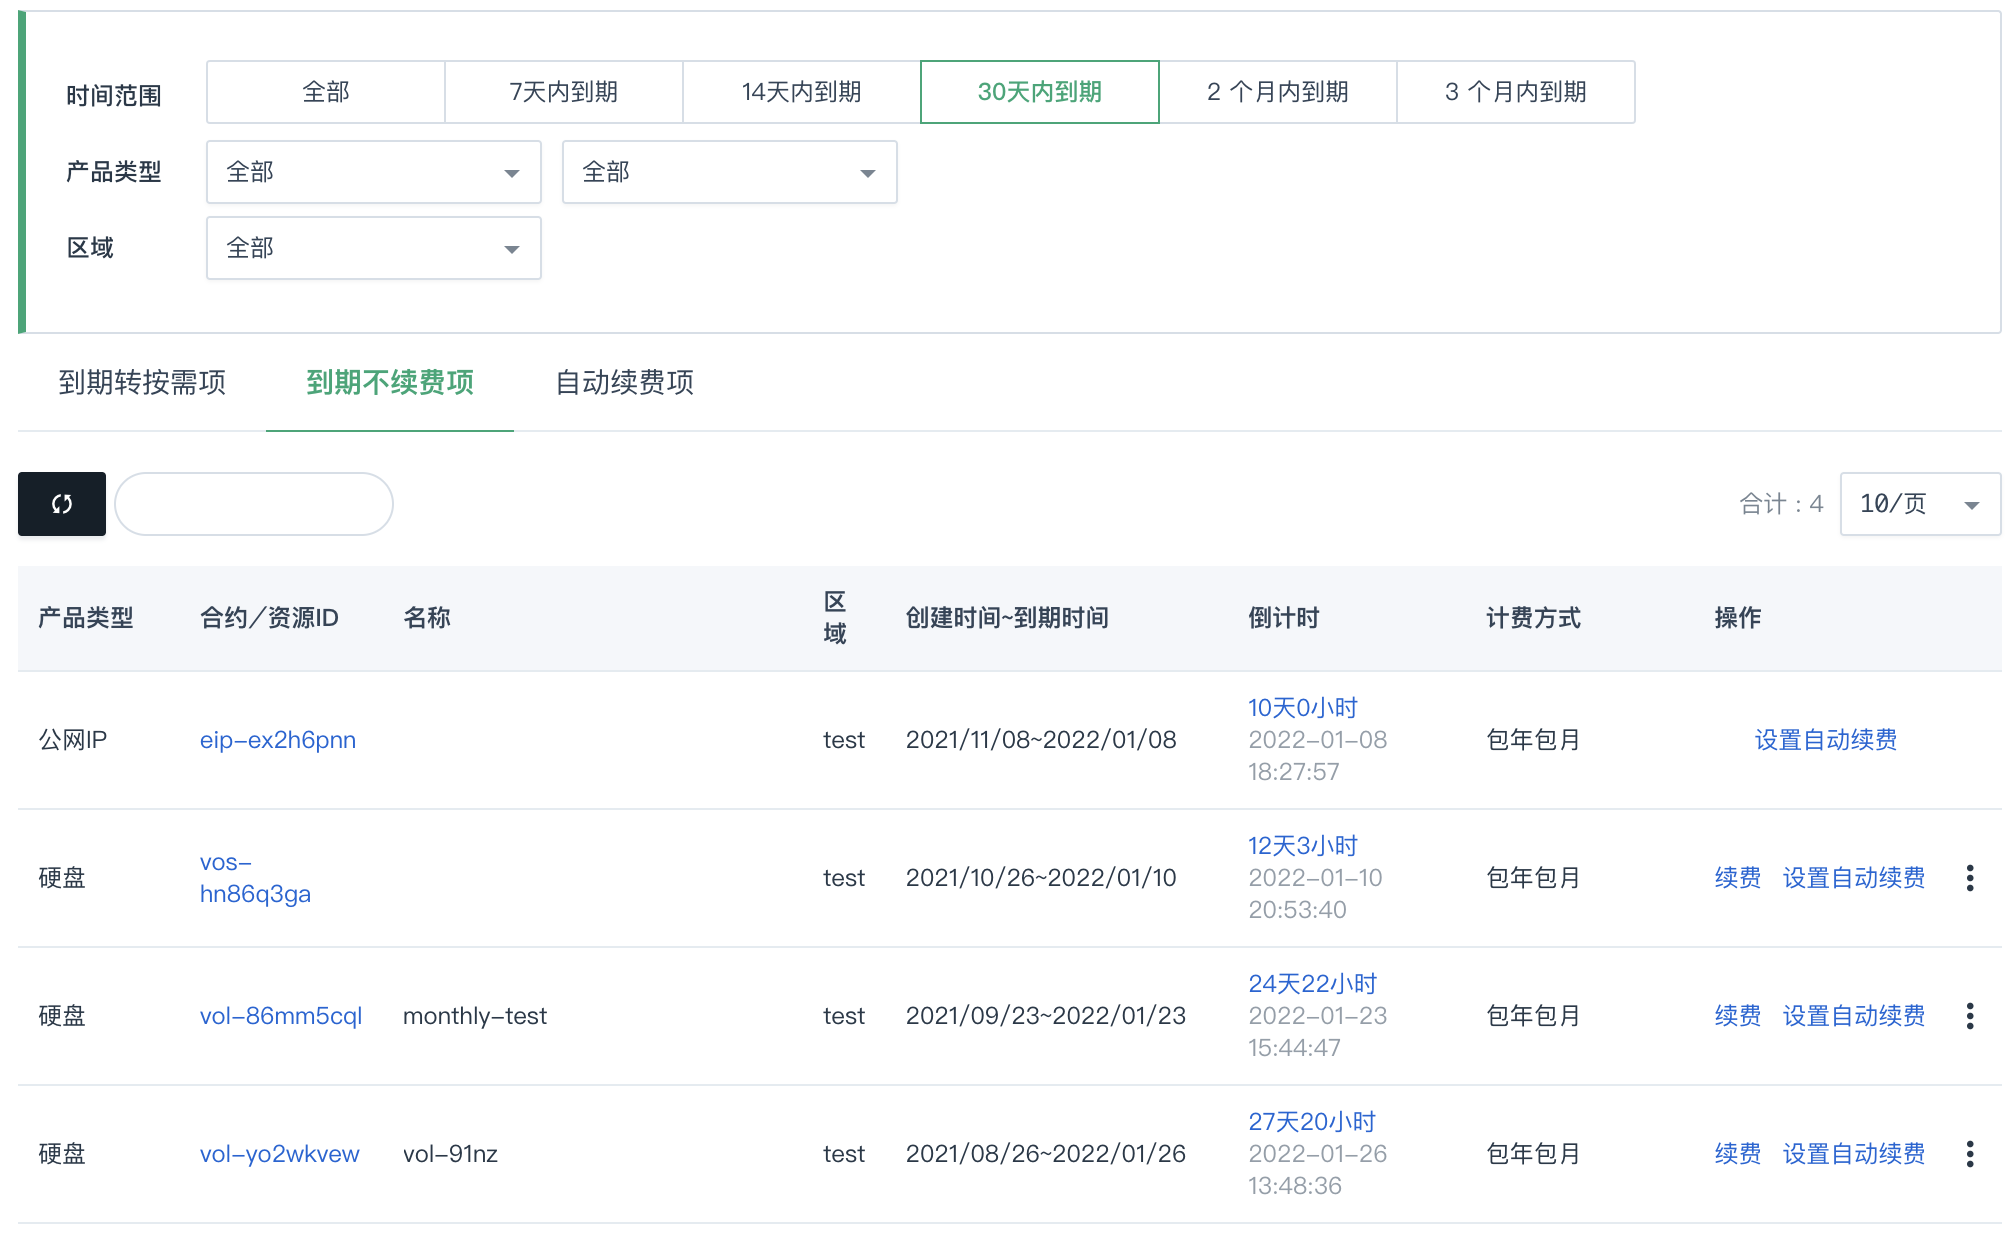 时间范围 全部 7天内到期 14天内到期 30天内到期 2 个月内到期 3 个月内到期
产品类型 全部 全部
区域 全部
到期转按需项 到期不续费项 自动续费项
合计：4 10/页
产品类型 合约／资源ID 名称 区域 创建时间~到期时间 倒计时 计费方式 操作
公网IP eip-ex2h6pnn test 2021/11/08~2022/01/08 10天0小时 2022-01-08 18:27:57 包年包月 设置自动续费
硬盘 vos-hn86q3ga test 2021/10/26~2022/01/10 12天3小时 2022-01-10 20:53:40 包年包月 续费 设置自动续费
硬盘 vol-86mm5cql monthly-test test 2021/09/23~2022/01/23 24天22小时 2022-01-23 15:44:47 包年包月 续费 设置自动续费
硬盘 vol-yo2wkvew vol-91nz test 2021/08/26~2022/01/26 27天20小时 2022-01-26 13:48:36 包年包月 续费 设置自动续费